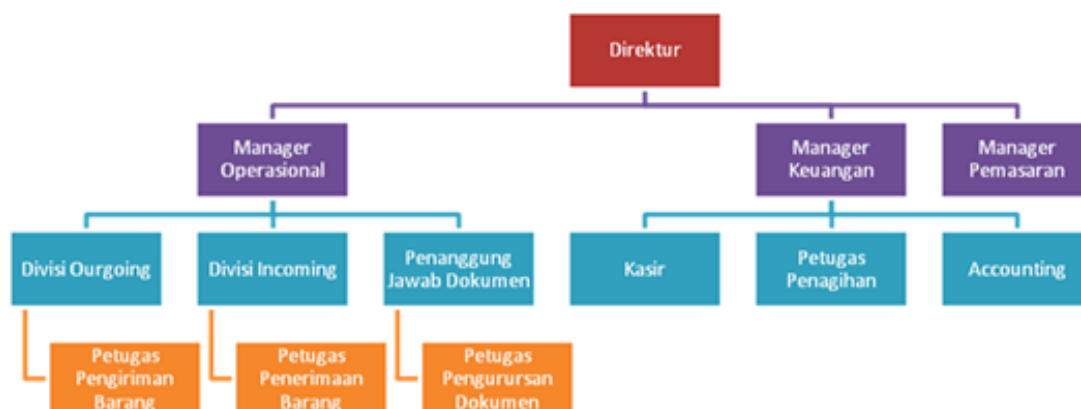 Direktur
Manager
Operasional
Manager
Keuangan
Manager
Pemasaran
Divisi Ourgoing
Divisi Incoming
Penanggung
Jawab Dokumen
Kasir
Petugas
Penagihan
Accounting
Petugas
Pengiriman
Barang
Petugas
Penerimaan
Barang
Petugas
Pengurursan
Dokumen